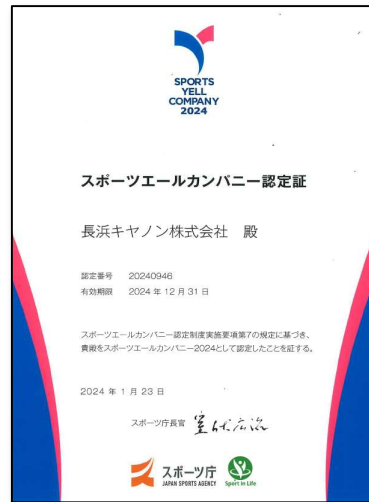 SPORTS
YELL
COMPANY
2024
スポーツエールカンパニー認定証
長浜キヤノン株式会社 殿
認定番号 20240946
有効期限 2024 年 12 月 31 日
スポーツエールカンパニー認定制度実施要項第7の規定に基づき、
貴殿をスポーツエールカンパニー2024として認定したことを証する。
2024 年 1 月 23 日
スポーツ庁長官 室伏広治
スポーツ庁
JAPAN SPORTS AGENCY
Sport in Life